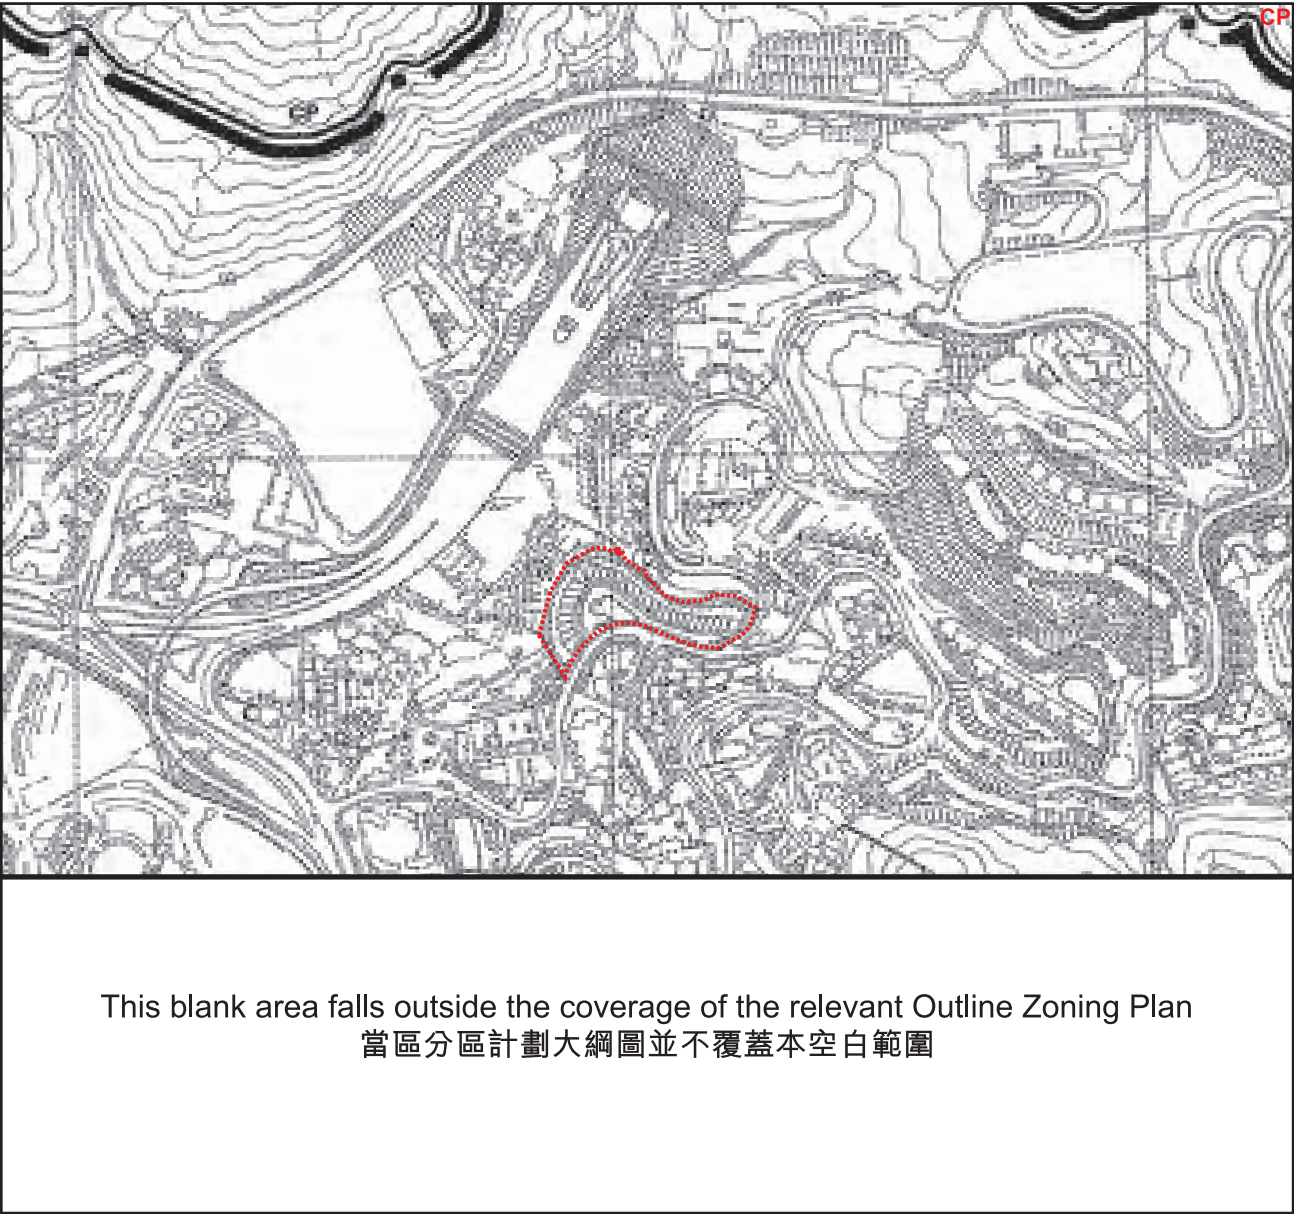 CP
CP
This blank area falls outside the coverage of the relevant Outline Zoning Plan
當區分區計劃大綱圖並不覆蓋本空白範圍